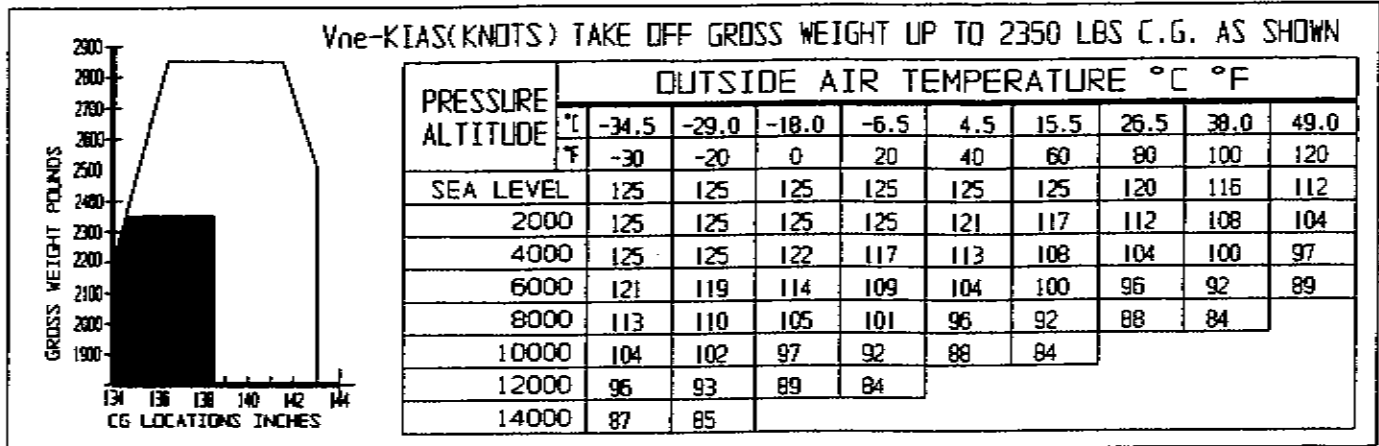 Vne-KIAS(KNOTS) TAKE OFF GROSS WEIGHT UP TO 2350 LBS C.G. AS SHOWN
2900
2800
2700
2600
2500
2400
2300
2200
2100
2000
1900
GROSS WEIGHT POUNDS
134 136 138 140 142 144
CG LOCATIONS INCHES
PRESSURE ALTITUDE
OUTSIDE AIR TEMPERATURE °C °F
°C -34.5 -29.0 -18.0 -6.5 4.5 15.5 26.5 38.0 49.0
°F -30 -20 0 20 40 60 80 100 120
SEA LEVEL 125 125 125 125 125 125 120 116 112
2000 125 125 125 125 121 117 112 108 104
4000 125 125 122 117 113 108 104 100 97
6000 121 119 114 109 104 100 96 92 89
8000 113 110 105 101 96 92 88 84
10000 104 102 97 92 88 84
12000 96 93 89 84
14000 87 85